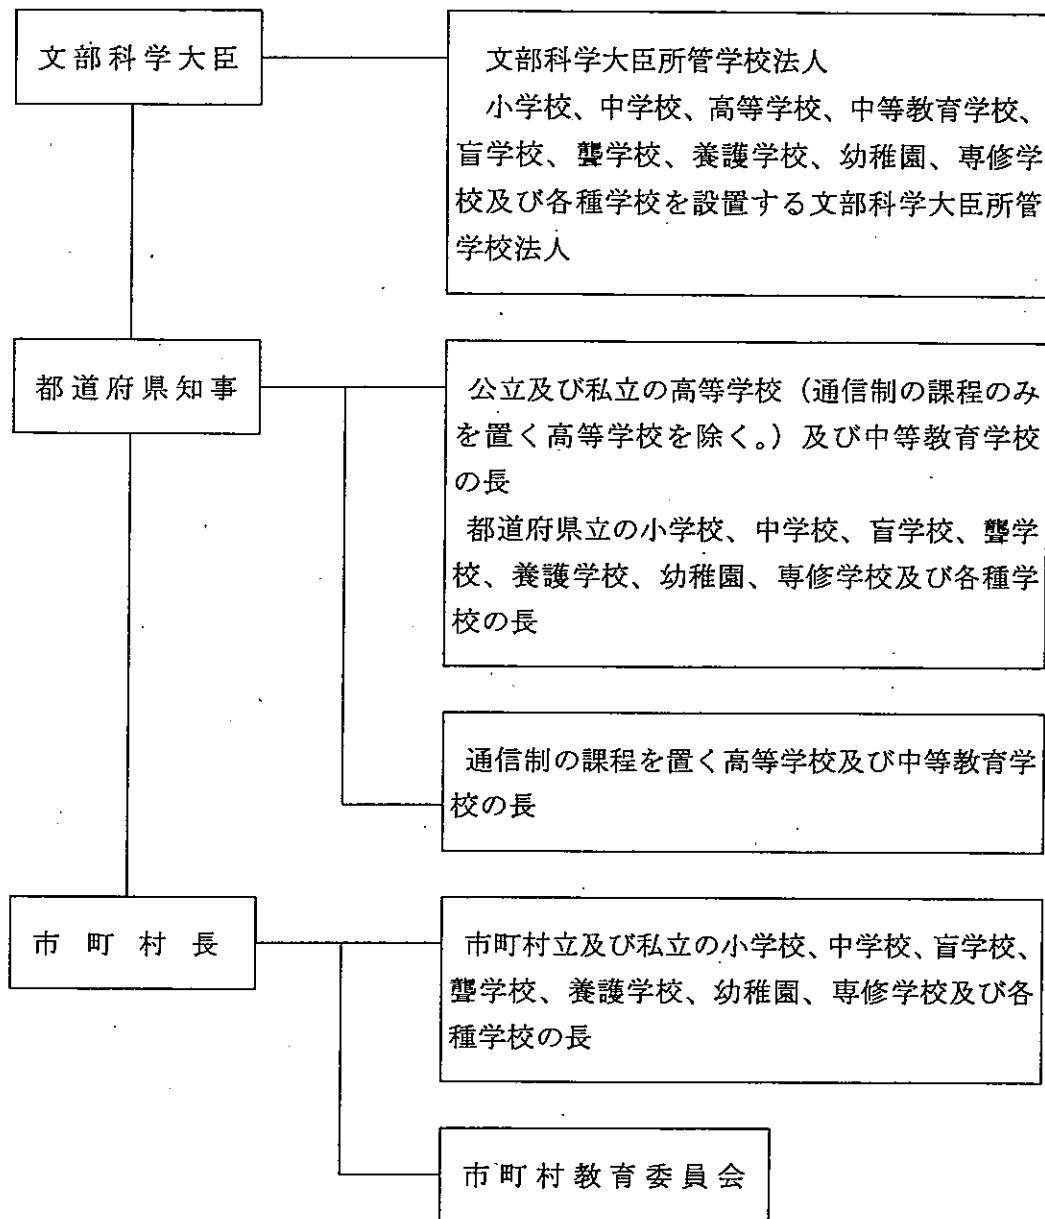 文部科学大臣
文部科学大臣所管学校法人
小学校、中学校、高等学校、中等教育学校、
盲学校、聾学校、養護学校、幼稚園、専修学
校及び各種学校を設置する文部科学大臣所管
学校法人
都道府県知事
公立及び私立の高等学校（通信制の課程のみ
を置く高等学校を除く。）及び中等教育学校
の長
都道府県立の小学校、中学校、盲学校、聾学
校、養護学校、幼稚園、専修学校及び各種学
校の長
通信制の課程を置く高等学校及び中等教育学
校の長
市町村長
市町村立及び私立の小学校、中学校、盲学校、
聾学校、養護学校、幼稚園、専修学校及び各
種学校の長
市町村教育委員会